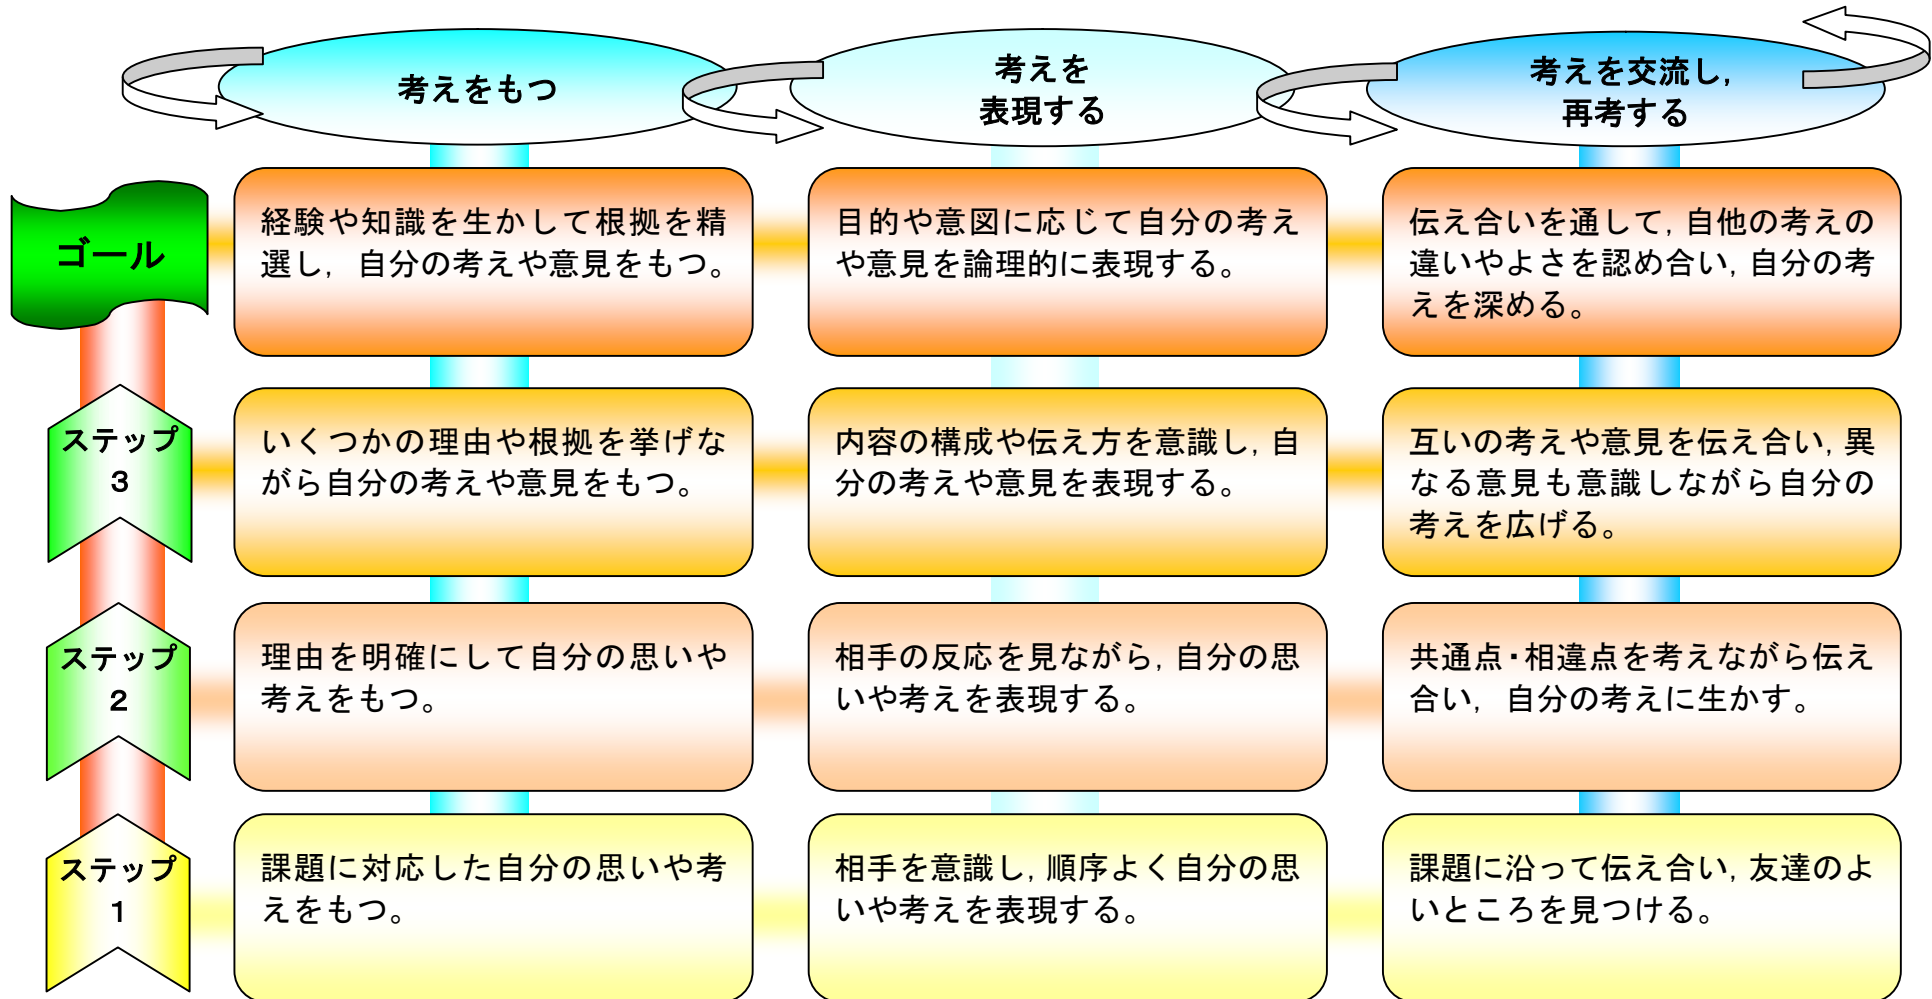 考えをもつ
考えを
表現する
考えを交流し,
再考する
ゴール
経験や知識を生かして根拠を精
選し, 自分の考えや意見をもつ。
目的や意図に応じて自分の考え
や意見を論理的に表現する。
伝え合いを通して,自他の考えの
違いやよさを認め合い,自分の考
えを深める。
ステップ
3
いくつかの理由や根拠を挙げな
がら自分の考えや意見をもつ。
内容の構成や伝え方を意識し,自
分の考えや意見を表現する。
互いの考えや意見を伝え合い,異
なる意見も意識しながら自分の
考えを広げる。
ステップ
2
理由を明確にして自分の思いや
考えをもつ。
相手の反応を見ながら,自分の思
いや考えを表現する。
共通点・相違点を考えながら伝え
合い, 自分の考えに生かす。
ステップ
1
課題に対応した自分の思いや考
えをもつ。
相手を意識し,順序よく自分の思
いや考えを表現する。
課題に沿って伝え合い,友達のよ
いところを見つける。